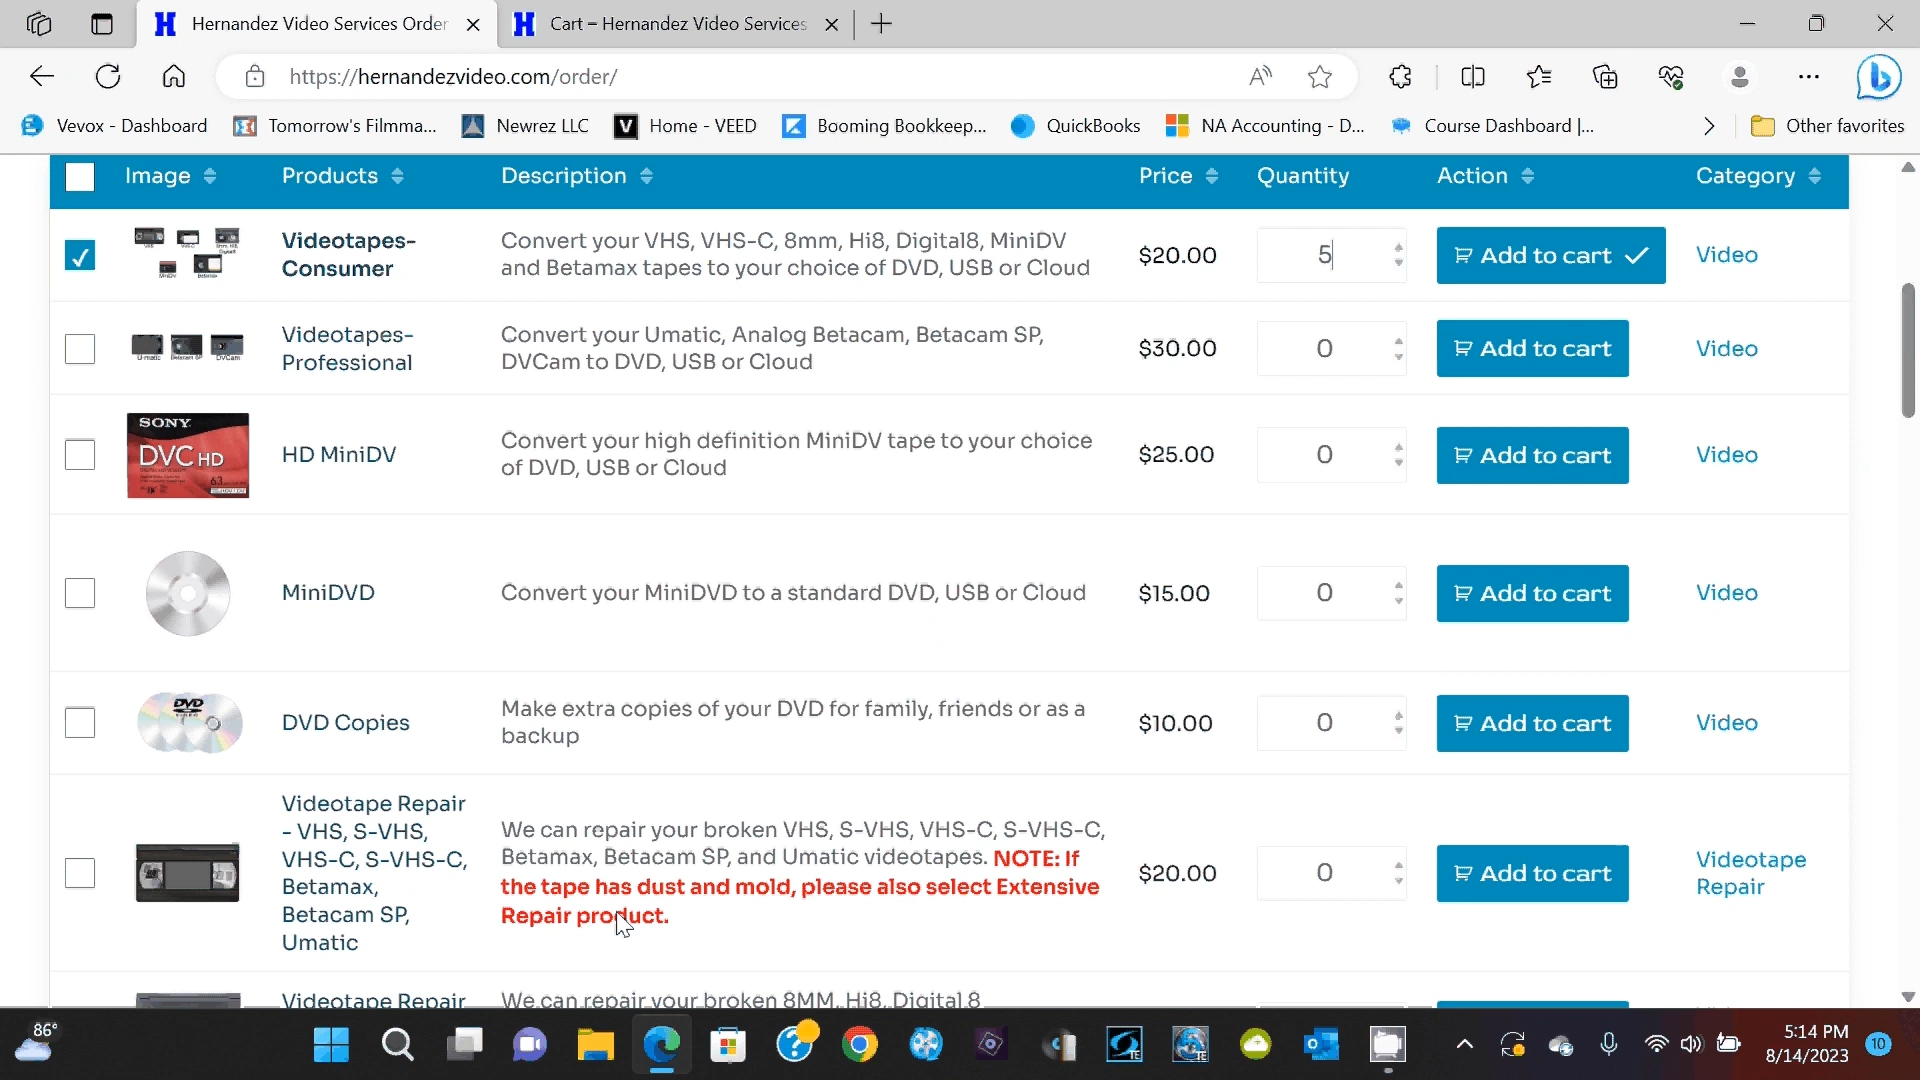 Hernandez Video Services Order
Cart – Hernandez Video Services
https://hernandezvideo.com/order/
Vevox - Dashboard
Tomorrow's Filmma...
Newrez LLC
Home - VEED
Booming Bookkeep...
QuickBooks
NA Accounting - D...
Course Dashboard |...
Other favorites
Image Products Description Price Quantity Action Category
Videotapes-
Consumer
Convert your VHS, VHS-C, 8mm, Hi8, Digital8, MiniDV
and Betamax tapes to your choice of DVD, USB or Cloud
$20.00
5
Add to cart
Video
U-matic
Betacam SP
DVCam
Videotapes-
Professional
Convert your Umatic, Analog Betacam, Betacam SP,
DVCam to DVD, USB or Cloud
$30.00
0
Add to cart
Video
SONY
DVC HD
63
HD MiniDV
Convert your high definition MiniDV tape to your choice
of DVD, USB or Cloud
$25.00
0
Add to cart
Video
MiniDVD
Convert your MiniDVD to a standard DVD, USB or Cloud
$15.00
0
Add to cart
Video
DVD
DVD Copies
Make extra copies of your DVD for family, friends or as a
backup
$10.00
0
Add to cart
Video
Videotape Repair
- VHS, S-VHS,
VHS-C, S-VHS-C,
Betamax,
Betacam SP,
Umatic
We can repair your broken VHS, S-VHS, VHS-C, S-VHS-C,
Betamax, Betacam SP, and Umatic videotapes. NOTE: If
the tape has dust and mold, please also select Extensive
Repair product.
$20.00
0
Add to cart
Videotape
Repair
Videotape Repair
We can repair your broken 8MM, Hi8, Digital 8
86°
5:14 PM
8/14/2023
10